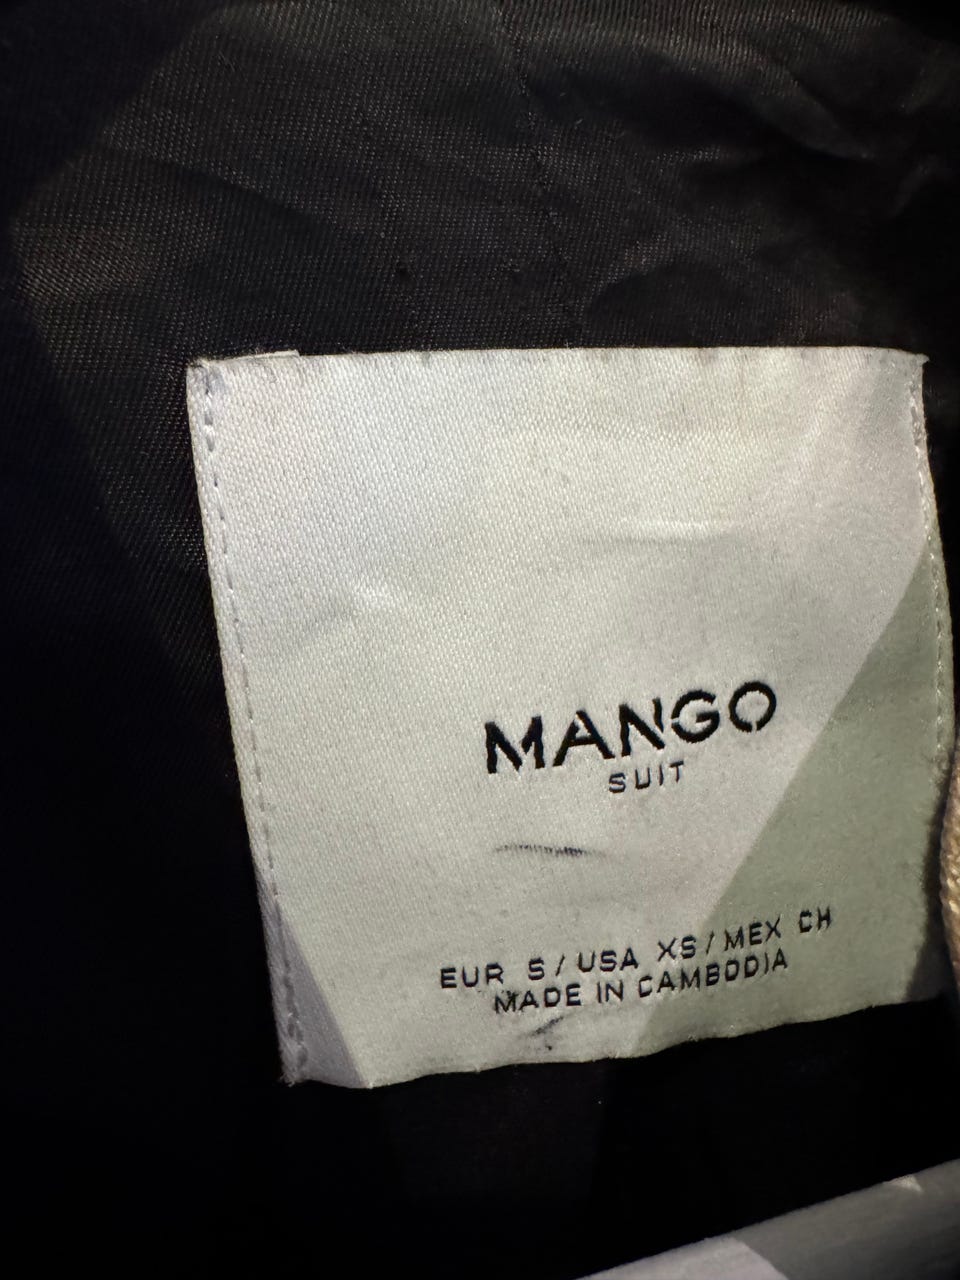 MANGO
SUIT
EUR S / USA XS / MEX CH
MADE IN CAMBODIA